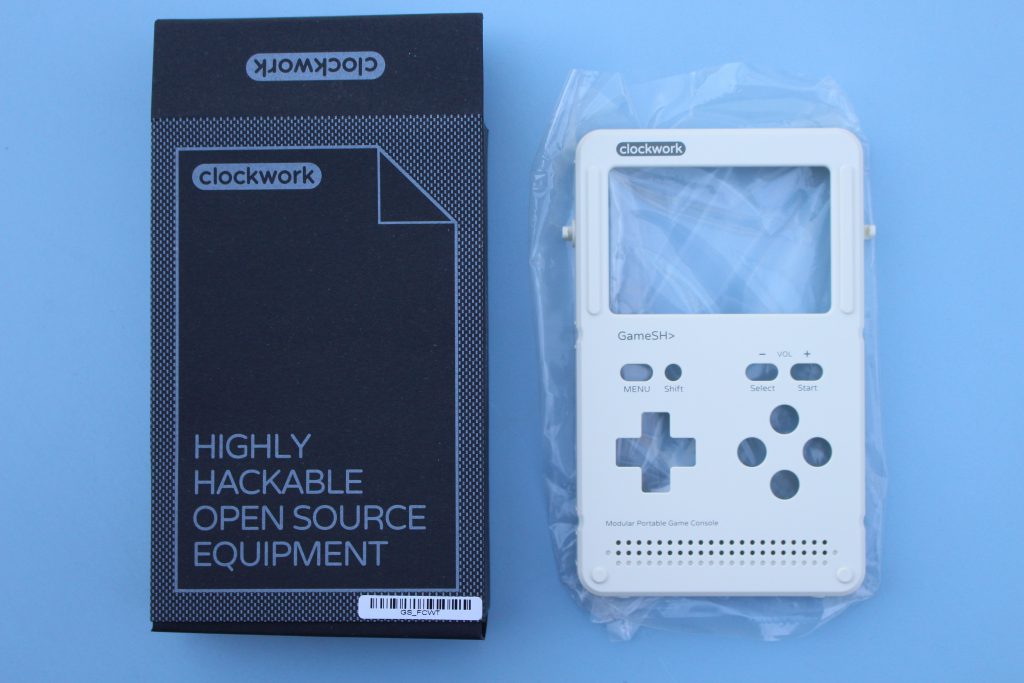 clockwork
clockwork
HIGHLY
HACKABLE
OPEN SOURCE
EQUIPMENT
GS_FCWT
clockwork
GameSH>
− VOL +
MENU Shift Select Start
Modular Portable Game Console